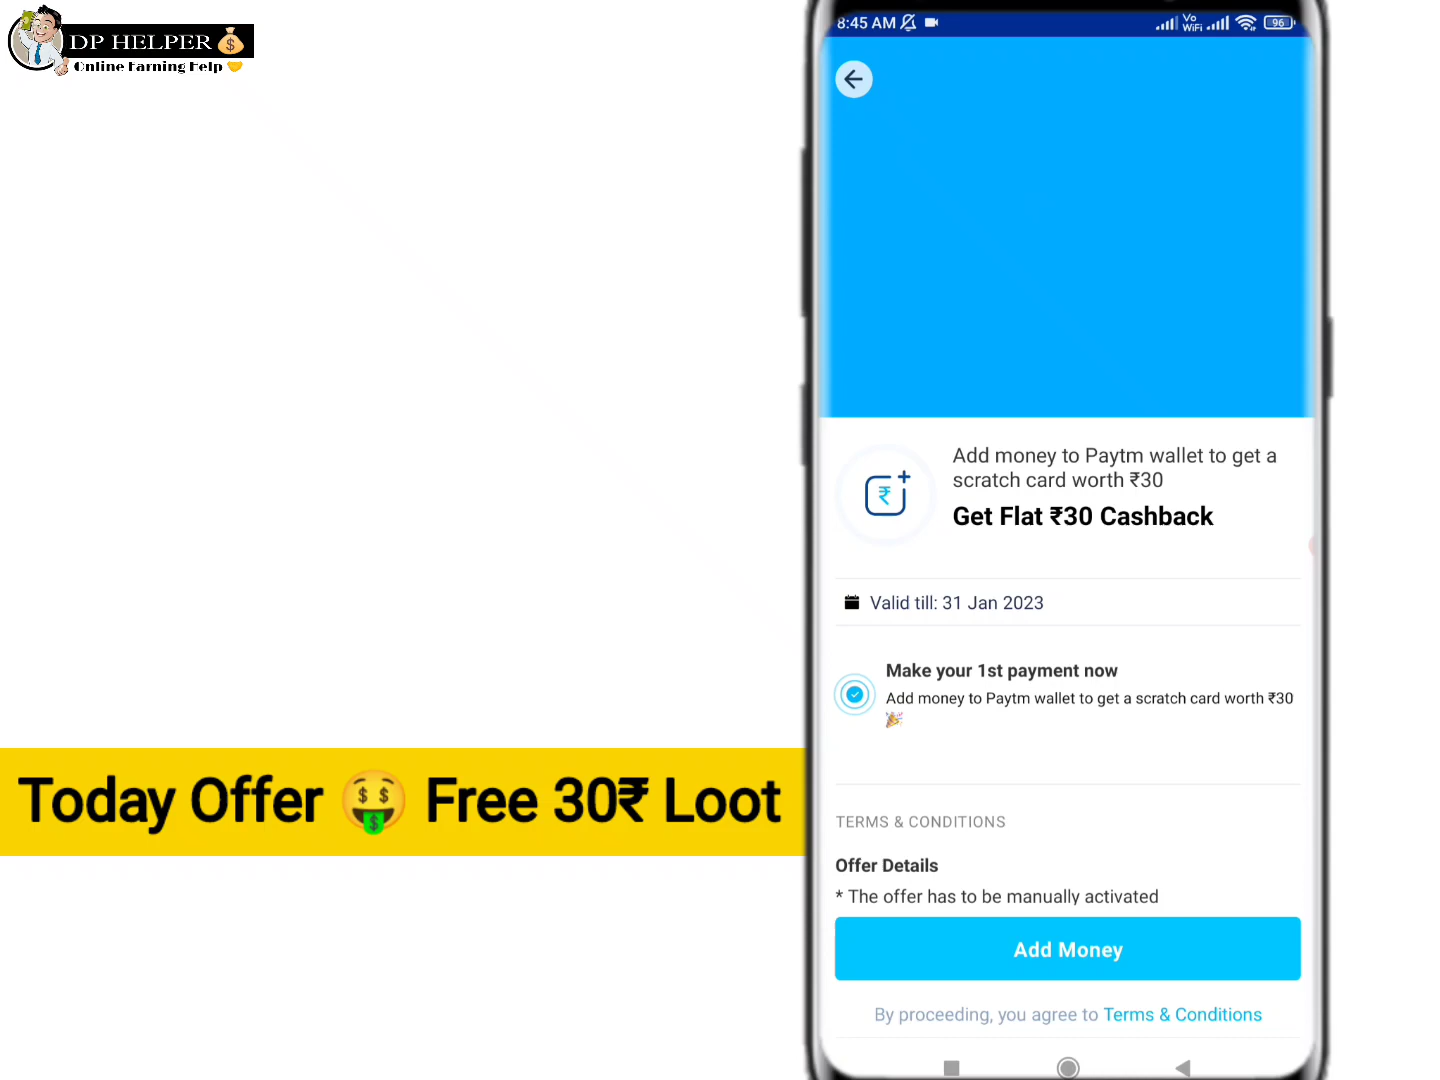 DP HELPER
Online Earning Help
8:45 AM
Vo
WiFi
96
Add money to Paytm wallet to get a
scratch card worth ₹30
Get Flat ₹30 Cashback
Valid till: 31 Jan 2023
Make your 1st payment now
Add money to Paytm wallet to get a scratch card worth ₹30
🎉
Today Offer 🤑 Free 30₹ Loot
TERMS & CONDITIONS
Offer Details
* The offer has to be manually activated
Add Money
By proceeding, you agree to Terms & Conditions